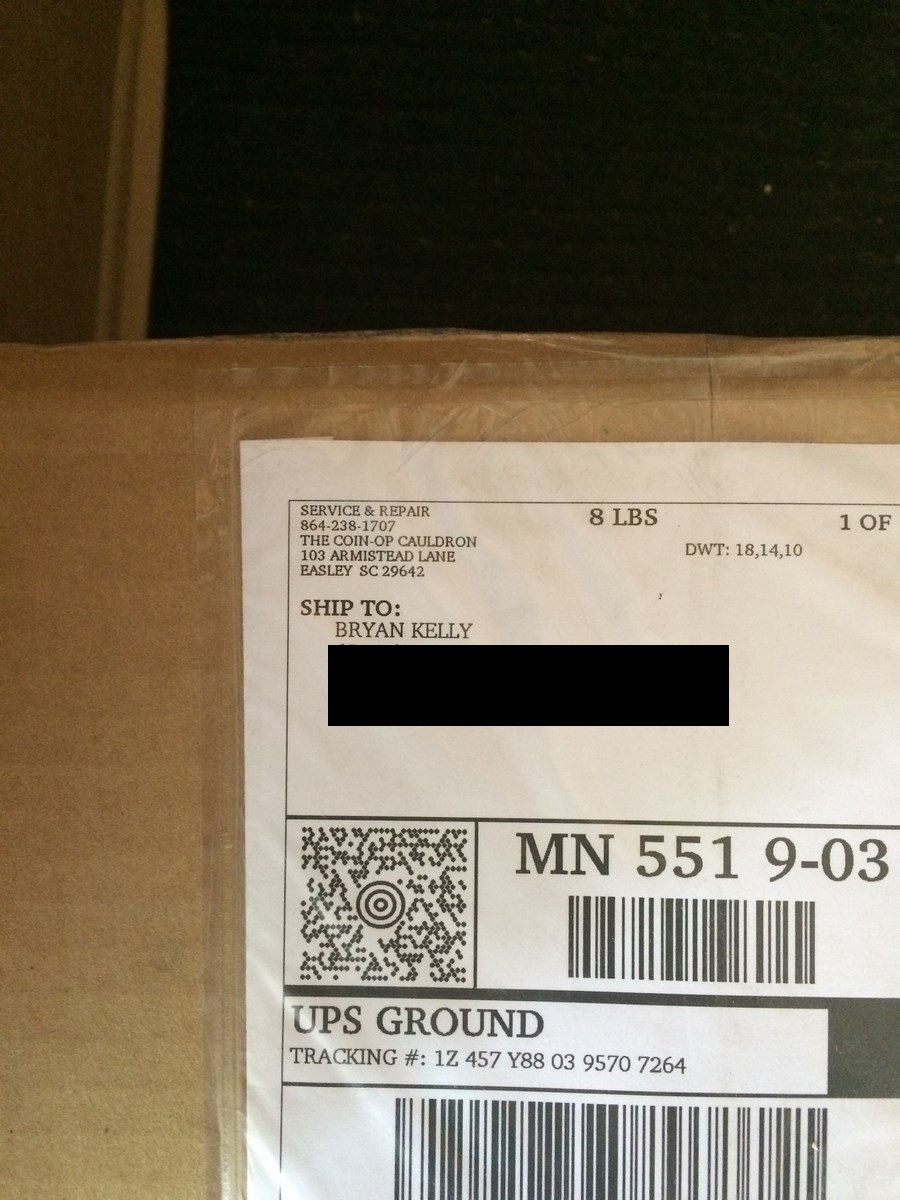 SERVICE & REPAIR
864-238-1707
THE COIN-OP CAULDRON
103 ARMISTEAD LANE
EASLEY SC 29642
8 LBS
1 OF
DWT: 18,14,10
SHIP TO:
BRYAN KELLY
MN 551 9-03
UPS GROUND
TRACKING #: 1Z 457 Y88 03 9570 7264